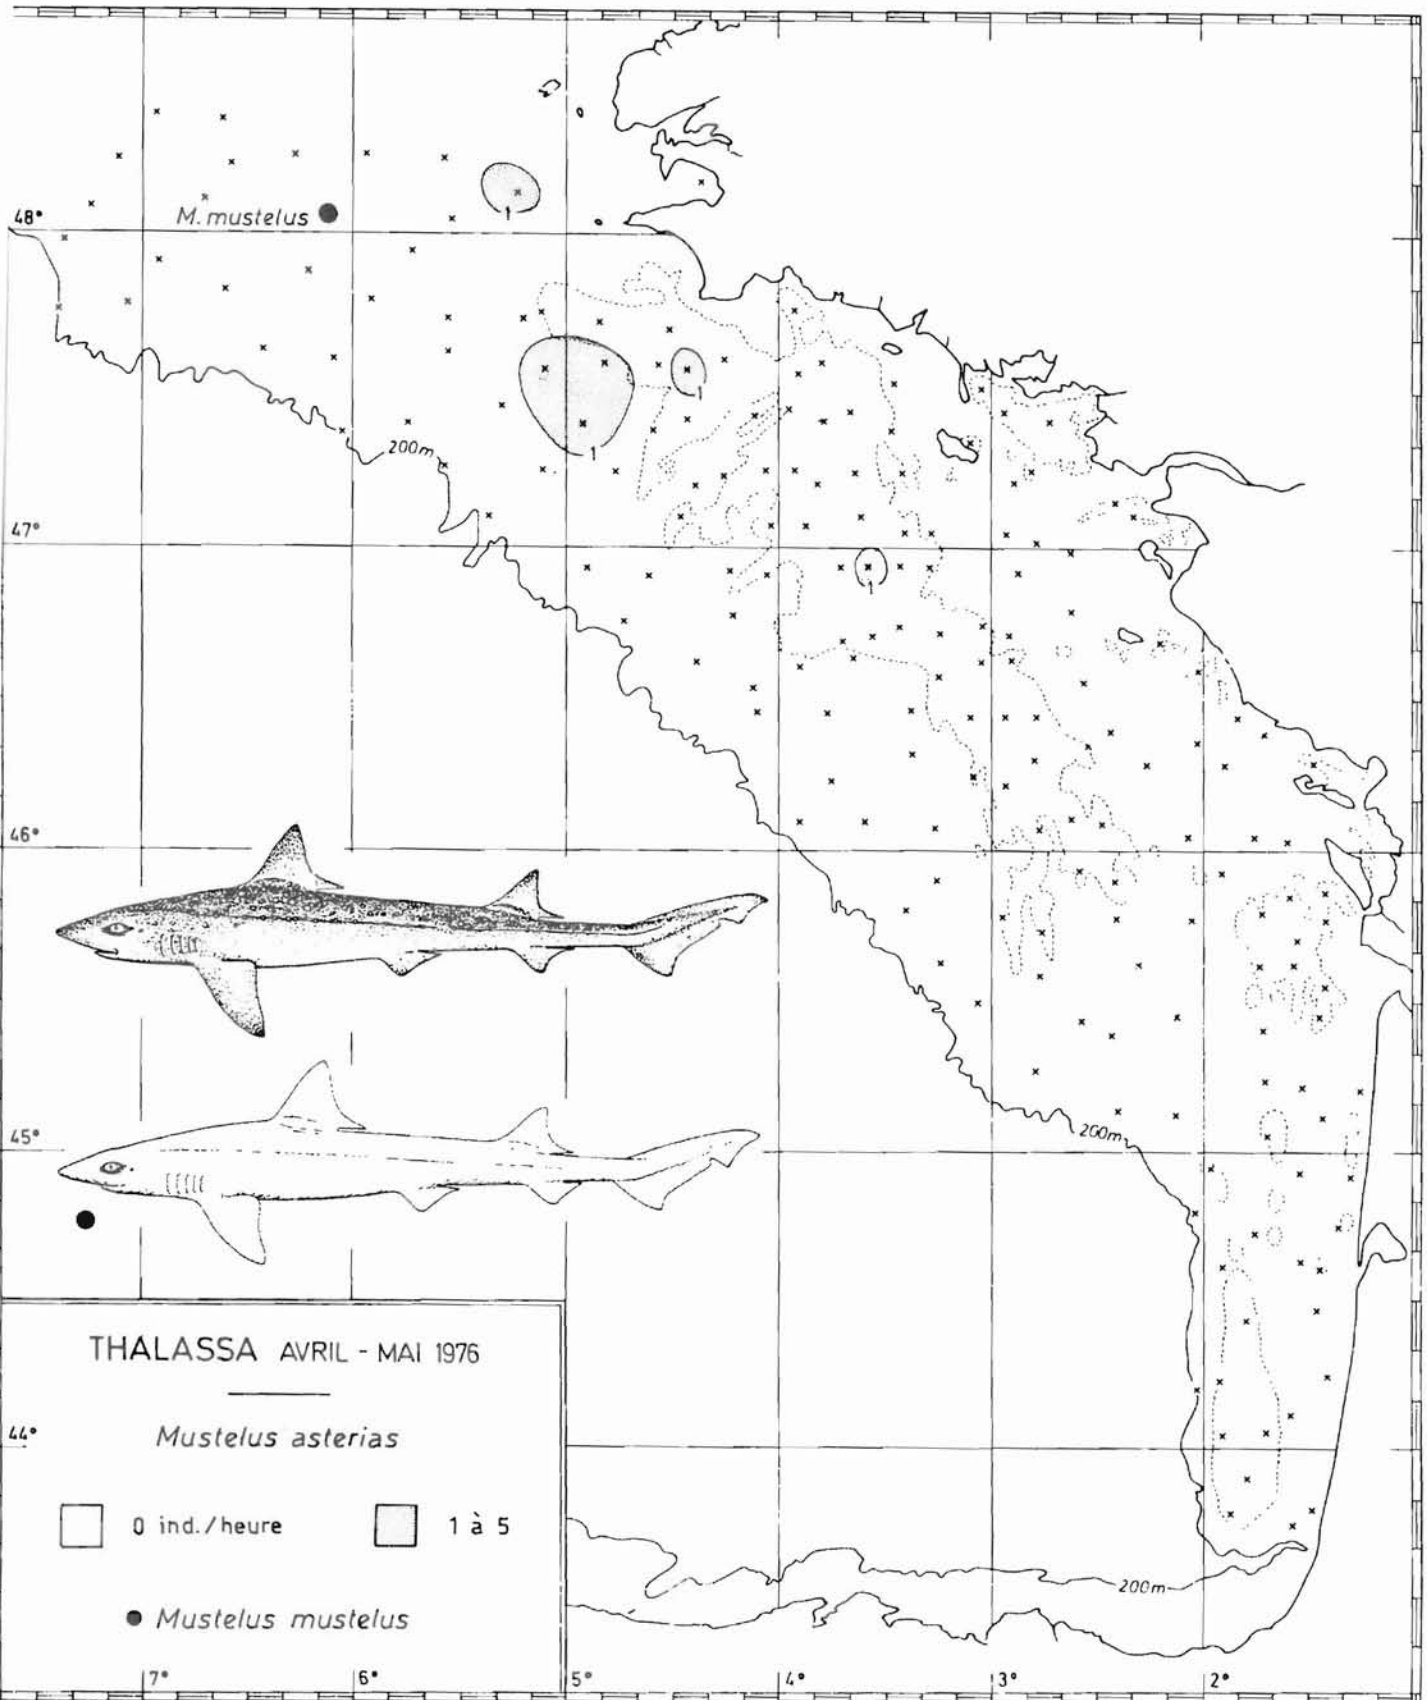 M. mustelus
1
48°
1
1
200m
47°
1
46°
45°
200m
THALASSA AVRIL - MAI 1976
Mustelus asterias
44°
0 ind./heure 1 à 5
200m
Mustelus mustelus
7° 6° 5° 4° 3° 2°